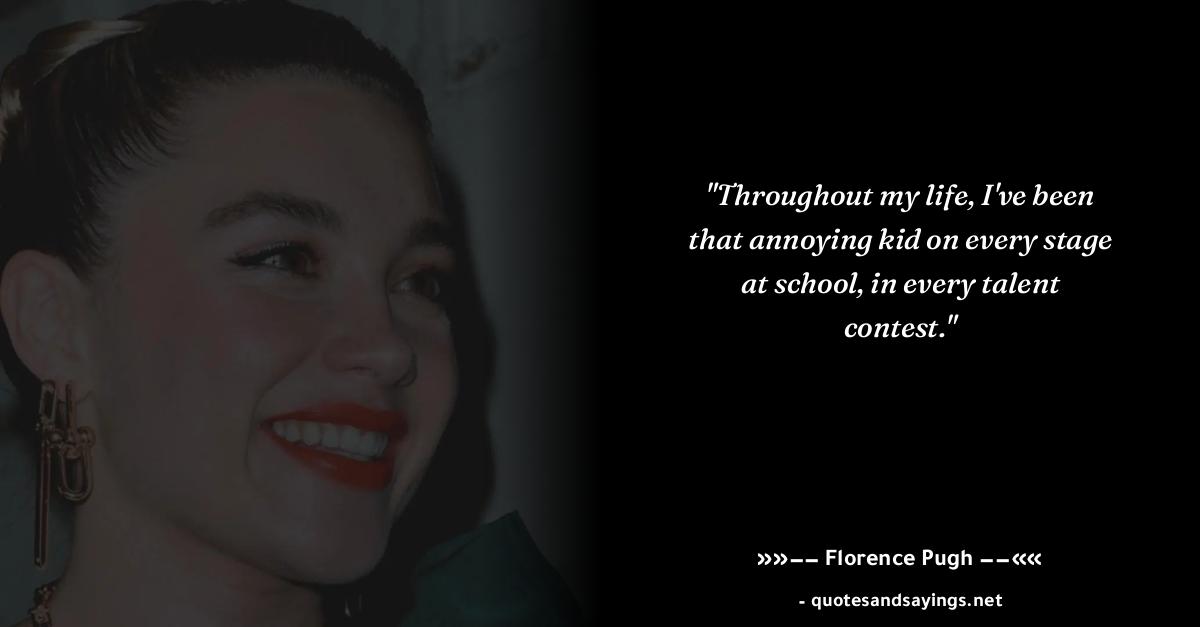 "Throughout my life, I've been
that annoying kid on every stage
at school, in every talent
contest."
»»−− Florence Pugh −−««
- quotesandsayings.net